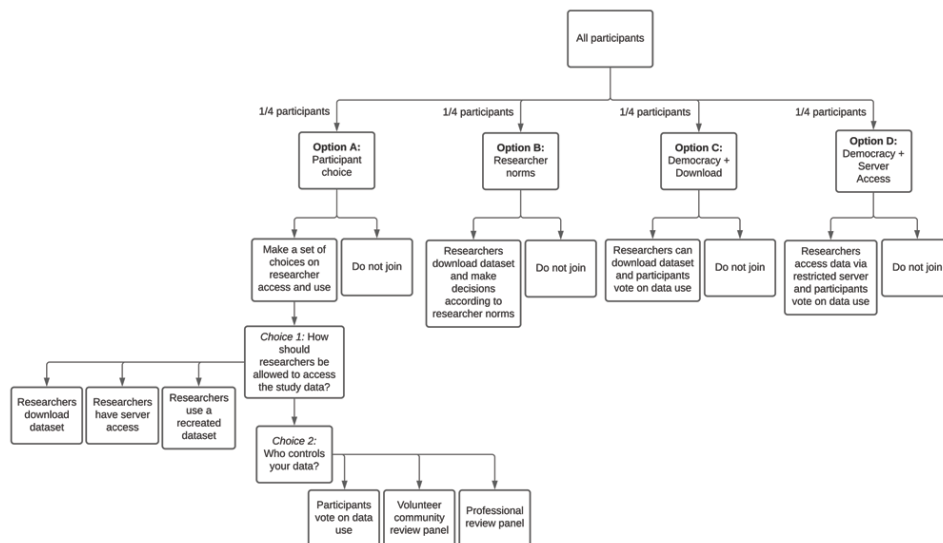 All participants
1/4 participants
1/4 participants
1/4 participants
1/4 participants
Option A:
Participant
choice
Option B:
Researcher
norms
Option C:
Democracy +
Download
Option D:
Democracy +
Server
Access
Make a set of
choices on
researcher
access and use
Do not join
Researchers
download dataset
and make
decisions
according to
researcher norms
Do not join
Researchers can
download dataset
and participants
vote on data use
Do not join
Researchers
access data via
restricted server
and participants
vote on data use
Do not join
Choice 1: How
should
researchers be
allowed to access
the study data?
Researchers
download
dataset
Researchers
have server
access
Researchers
use a
recreated
dataset
Choice 2:
Who controls
your data?
Participants
vote on data
use
Volunteer
community
review panel
Professional
review panel